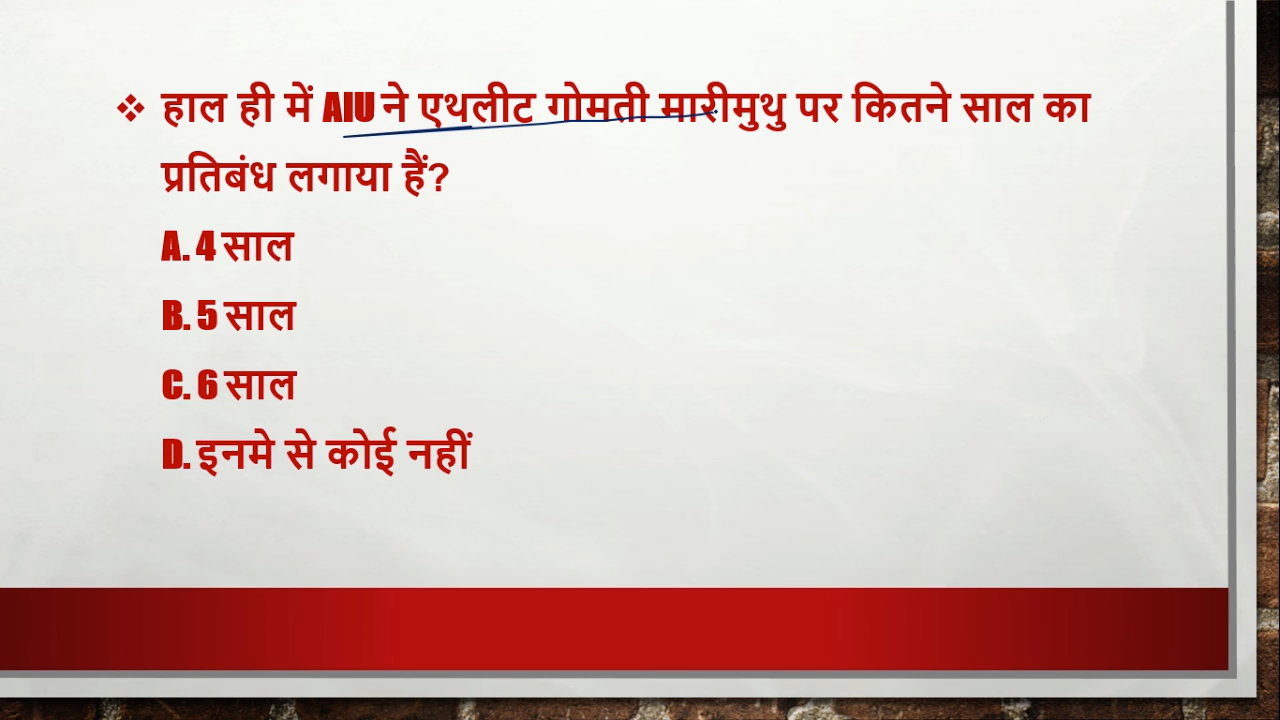 ❖ हाल ही में AIU ने एथलीट गोमती मारीमुथु पर कितने साल का
प्रतिबंध लगाया हैं?
A. 4 साल
B. 5 साल
C. 6 साल
D. इनमे से कोई नहीं